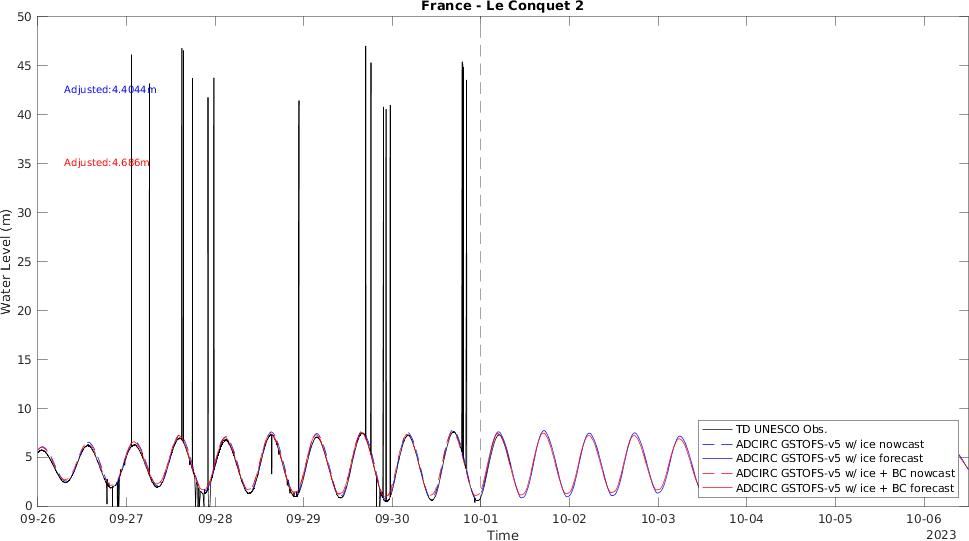 France - Le Conquet 2
50
45
40
35
30
25
20
15
10
5
0
Water Level (m)
Adjusted:4.4044m
Adjusted:4.686m
TD UNESCO Obs.
ADCIRC GSTOFS-v5 w/ ice nowcast
ADCIRC GSTOFS-v5 w/ ice forecast
ADCIRC GSTOFS-v5 w/ ice + BC nowcast
ADCIRC GSTOFS-v5 w/ ice + BC forecast
09-26 09-27 09-28 09-29 09-30 10-01 10-02 10-03 10-04 10-05 10-06
2023
Time